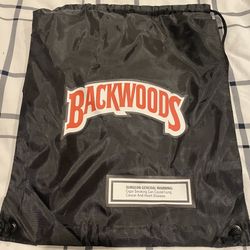 BACKWOODS
SURGEON GENERAL WARNING:
Cigar Smoking Can Cause Lung
Cancer And Heart Disease